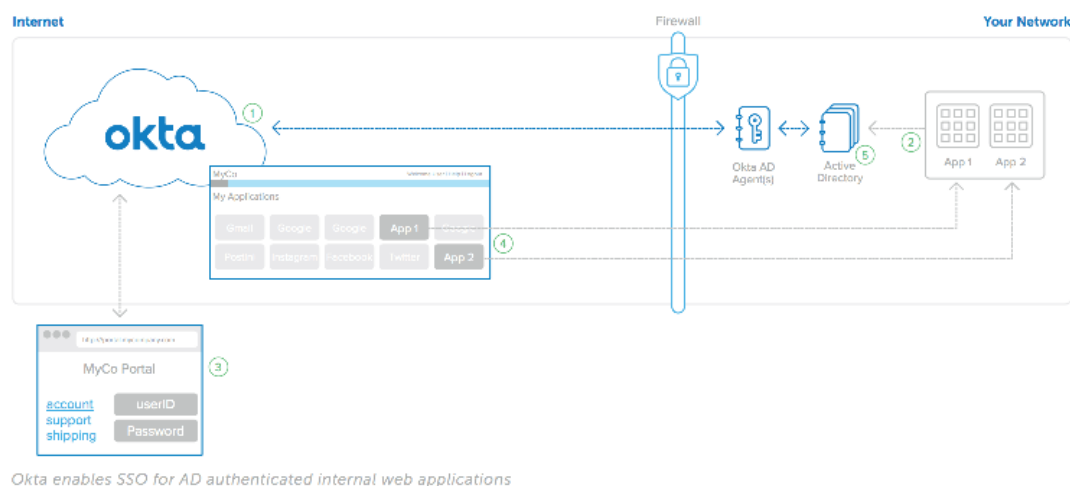 Internet
Firewall
Your Network
1
okta
2
Okta AD
Agent(s)
Active
Directory
5
App 1
App 2
MyCo
My Applications
Gmail
Google
Google
App 1
Google
4
Postini
Instagram
Facebook
Twitter
App 2
MyCo Portal
3
account
support
shipping
userID
Password
Okta enables SSO for AD authenticated internal web applications